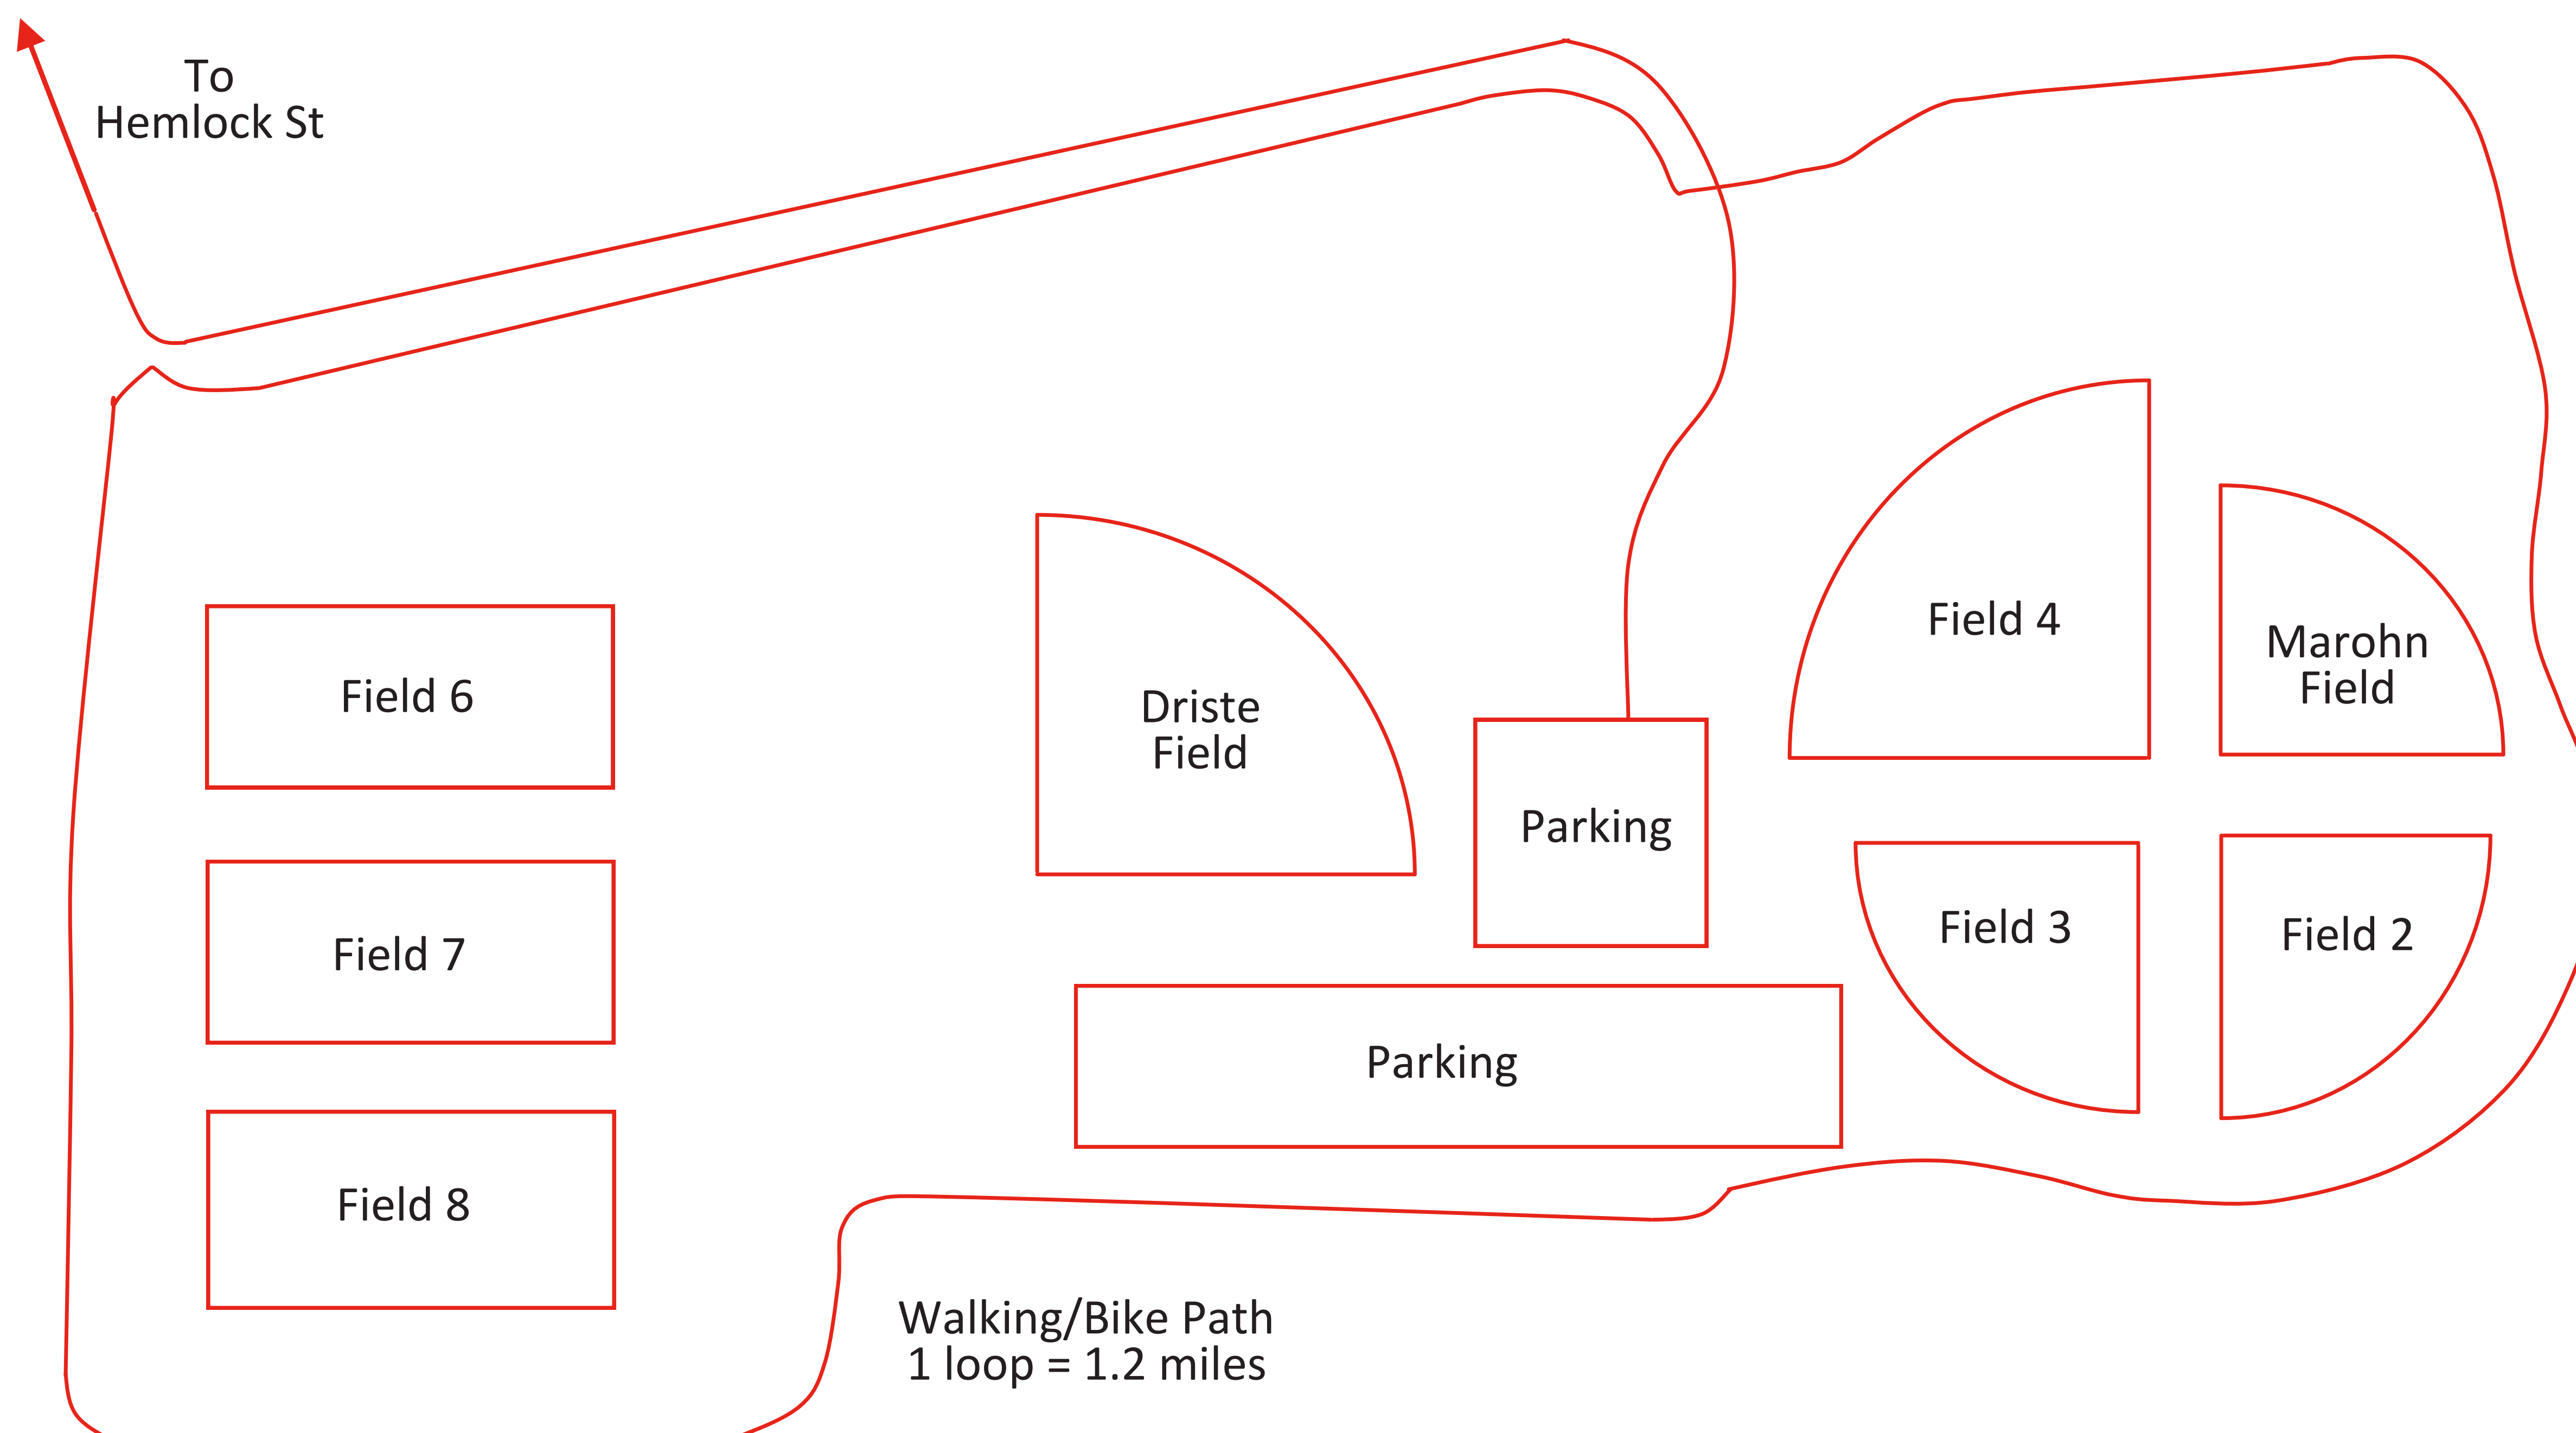 To
Hemlock St
Field 4
Marohn
Field
Field 6
Driste
Field
Parking
Field 3
Field 2
Field 7
Parking
Field 8
Walking/Bike Path
1 loop = 1.2 miles